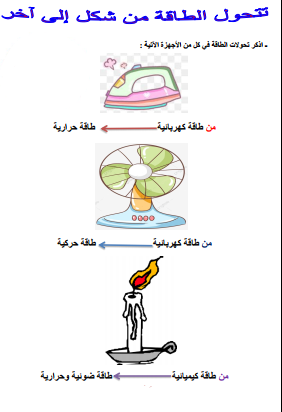 تتحول الطاقة من شكل إلى آخر
- اذكر تحولات الطاقة في كل من الأجهزة الآتية :
من طاقة كهربائية طاقة حرارية
من طاقة كهربائية طاقة حركية
من طاقة كيميائية طاقة ضوئية وحرارية